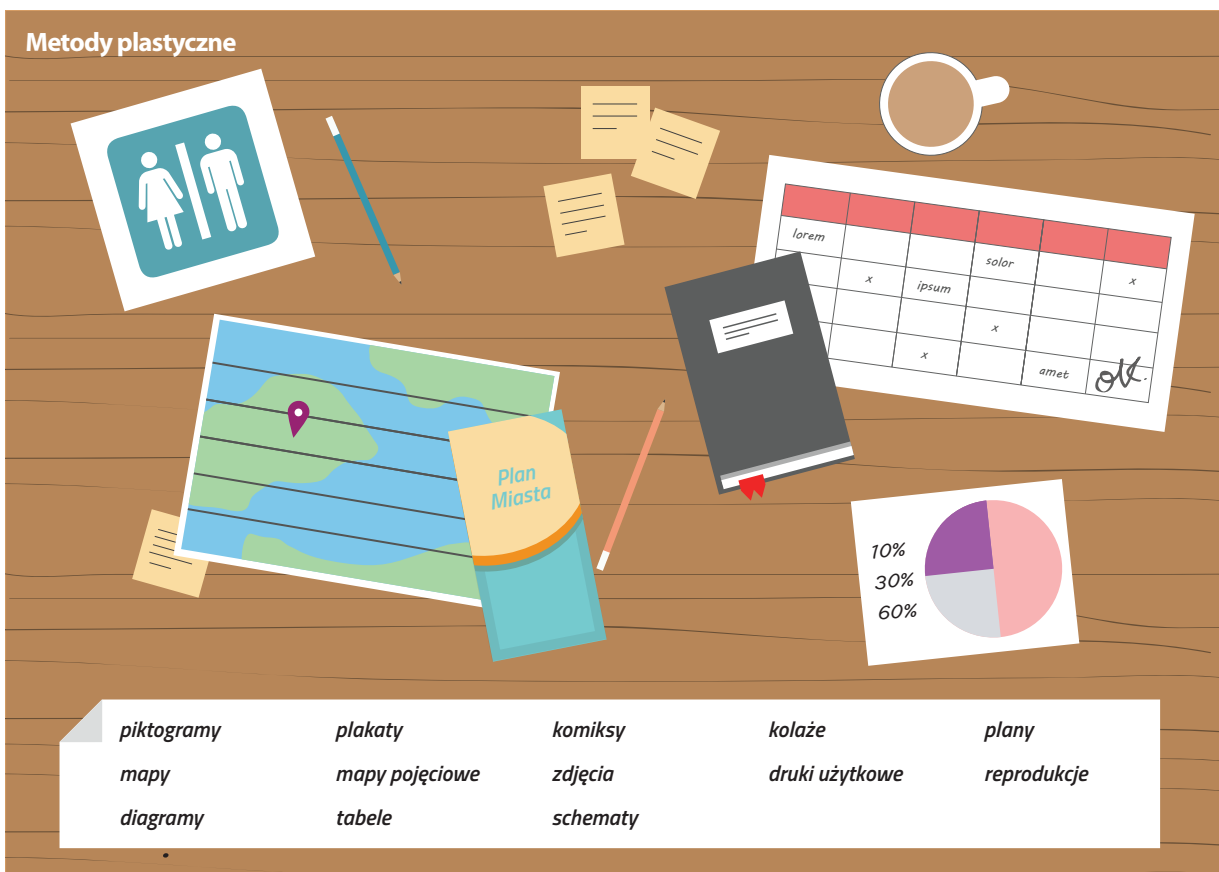 Metody plastyczne
lorem
solor
x
ipsum
x
x
x
amet
ok.
Plan
Miasta
10%
30%
60%
piktogramy plakaty komiksy kolaże plany
mapy mapy pojęciowe zdjęcia druki użytkowe reprodukcje
diagramy tabele schematy